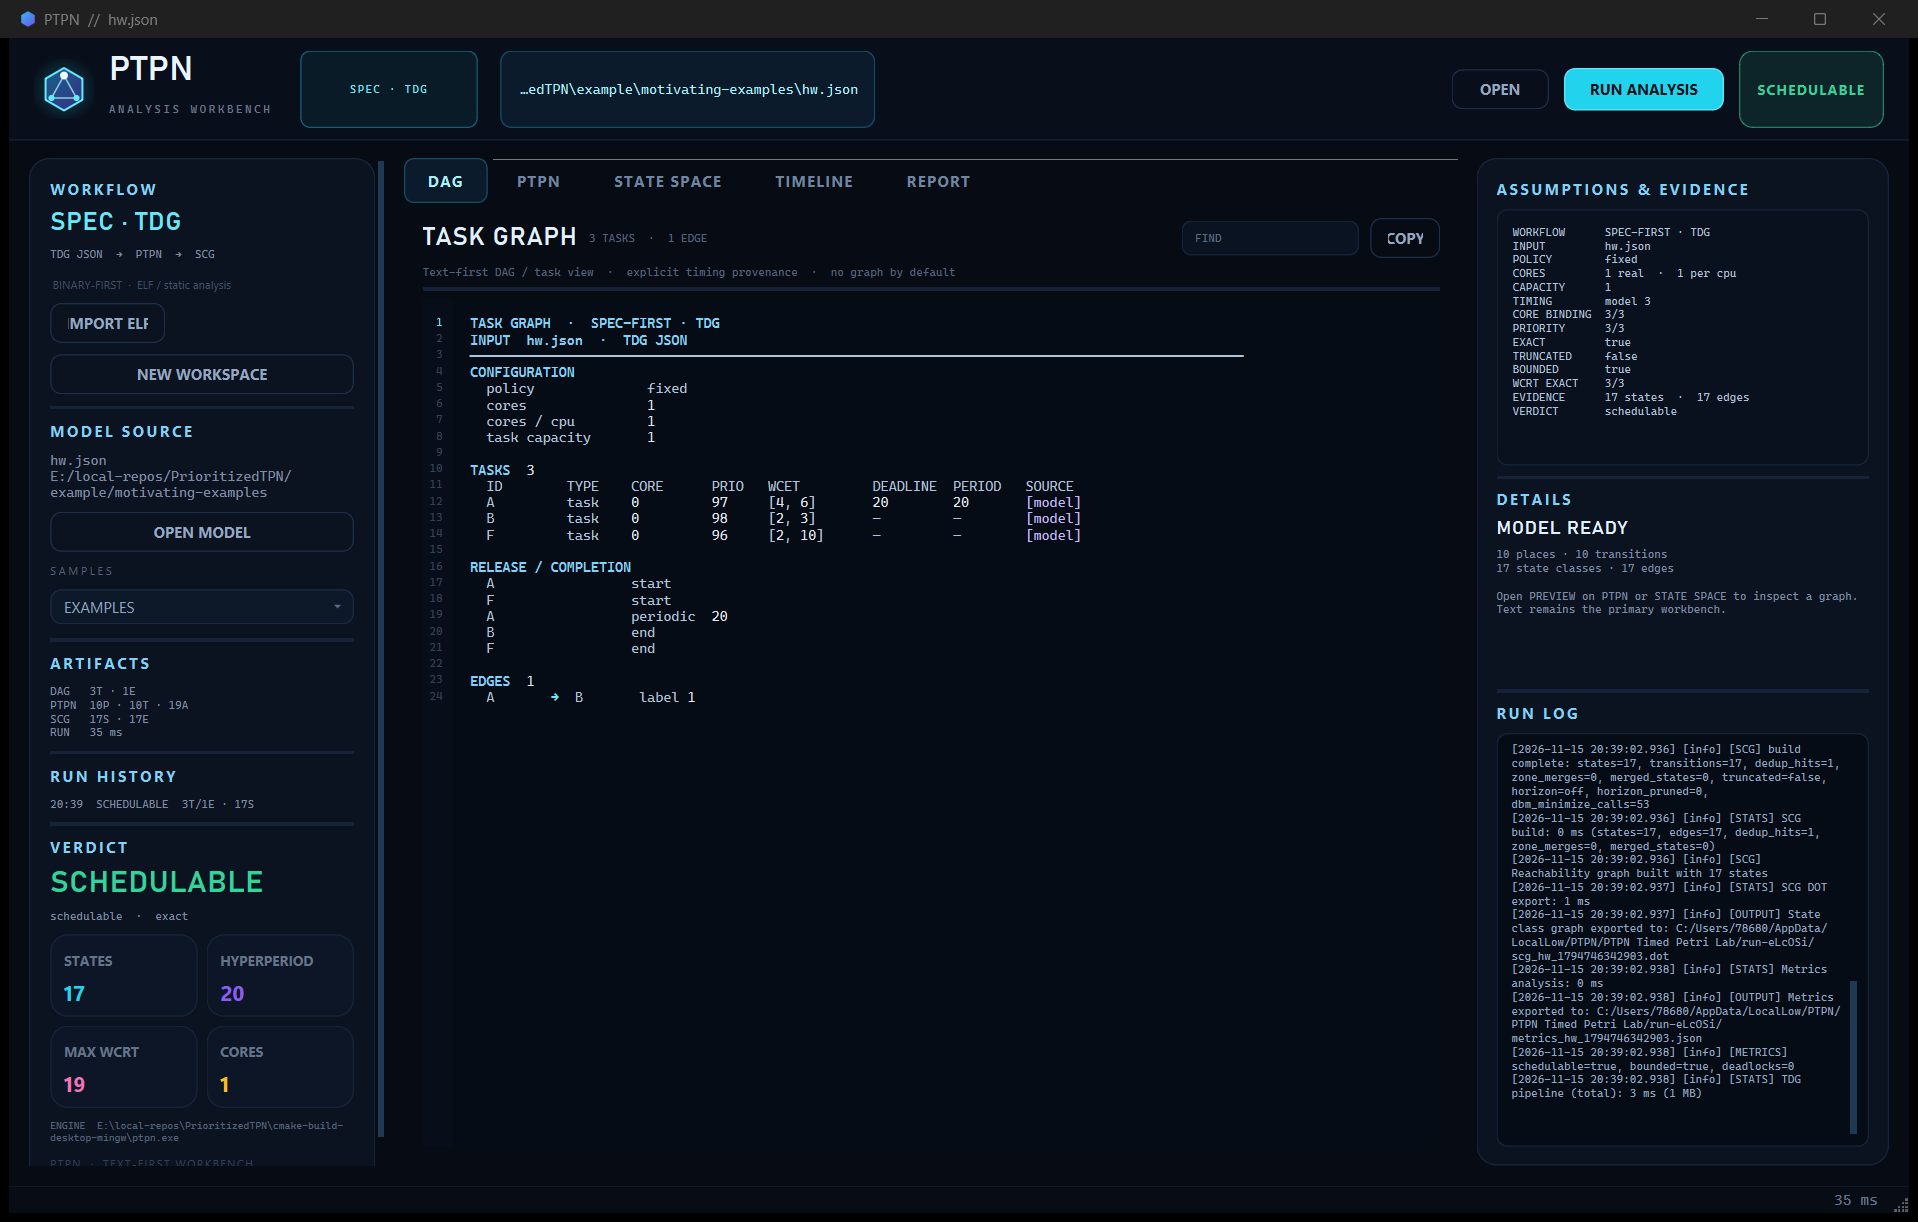 PTPN // hw.json
PTPN
ANALYSIS WORKBENCH
SPEC · TDG
…edTPN\example\motivating-examples\hw.json
OPEN
RUN ANALYSIS
SCHEDULABLE
WORKFLOW
SPEC · TDG
TDG JSON → PTPN → SCG
BINARY-FIRST · ELF / static analysis
IMPORT ELF
NEW WORKSPACE
MODEL SOURCE
hw.json
E:/local-repos/PrioritizedTPN/
example/motivating-examples
OPEN MODEL
SAMPLES
EXAMPLES
ARTIFACTS
DAG 3T · 1E
PTPN 10P · 10T · 19A
SCG 17S · 17E
RUN 35 ms
RUN HISTORY
20:39 SCHEDULABLE 3T/1E · 17S
VERDICT
SCHEDULABLE
schedulable · exact
STATES
17
HYPERPERIOD
20
MAX WCRT
19
CORES
1
ENGINE E:\local-repos\PrioritizedTPN\cmake-build-
desktop-mingw\ptpn.exe
PTPN · TEXT-FIRST WORKBENCH
DAG
PTPN
STATE SPACE
TIMELINE
REPORT
TASK GRAPH 3 TASKS · 1 EDGE
FIND
COPY
Text-first DAG / task view · explicit timing provenance · no graph by default
1 TASK GRAPH · SPEC-FIRST · TDG
2 INPUT hw.json · TDG JSON
3
4 CONFIGURATION
5 policy fixed
6 cores 1
7 cores / cpu 1
8 task capacity 1
9
10 TASKS 3
11 ID TYPE CORE PRIO WCET DEADLINE PERIOD SOURCE
12 A task 0 97 [4, 6] 20 20 [model]
13 B task 0 98 [2, 3] — — [model]
14 F task 0 96 [2, 10] — — [model]
15
16 RELEASE / COMPLETION
17 A start
18 F start
19 A periodic 20
20 B end
21 F end
22
23 EDGES 1
24 A → B label 1
ASSUMPTIONS & EVIDENCE
WORKFLOW SPEC-FIRST · TDG
INPUT hw.json
POLICY fixed
CORES 1 real · 1 per cpu
CAPACITY 1
TIMING model 3
CORE BINDING 3/3
PRIORITY 3/3
EXACT true
TRUNCATED false
BOUNDED true
WCRT EXACT 3/3
EVIDENCE 17 states · 17 edges
VERDICT schedulable
DETAILS
MODEL READY
10 places · 10 transitions
17 state classes · 17 edges
Open PREVIEW on PTPN or STATE SPACE to inspect a graph.
Text remains the primary workbench.
RUN LOG
[2026-11-15 20:39:02.936] [info] [SCG] build
complete: states=17, transitions=17, dedup_hits=1,
zone_merges=0, merged_states=0, truncated=false,
horizon=off, horizon_pruned=0,
dbm_minimize_calls=53
[2026-11-15 20:39:02.936] [info] [STATS] SCG
build: 0 ms (states=17, edges=17, dedup_hits=1,
zone_merges=0, merged_states=0)
[2026-11-15 20:39:02.936] [info] [SCG]
Reachability graph built with 17 states
[2026-11-15 20:39:02.937] [info] [STATS] SCG DOT
export: 1 ms
[2026-11-15 20:39:02.937] [info] [OUTPUT] State
class graph exported to: C:/Users/78680/AppData/
LocalLow/PTPN/PTPN Timed Petri Lab/run-eLcOSi/
scg_hw_1794746342903.dot
[2026-11-15 20:39:02.938] [info] [STATS] Metrics
analysis: 0 ms
[2026-11-15 20:39:02.938] [info] [OUTPUT] Metrics
exported to: C:/Users/78680/AppData/LocalLow/PTPN/
PTPN Timed Petri Lab/run-eLcOSi/
metrics_hw_1794746342903.json
[2026-11-15 20:39:02.938] [info] [METRICS]
schedulable=true, bounded=true, deadlocks=0
[2026-11-15 20:39:02.938] [info] [STATS] TDG
pipeline (total): 3 ms (1 MB)
35 ms